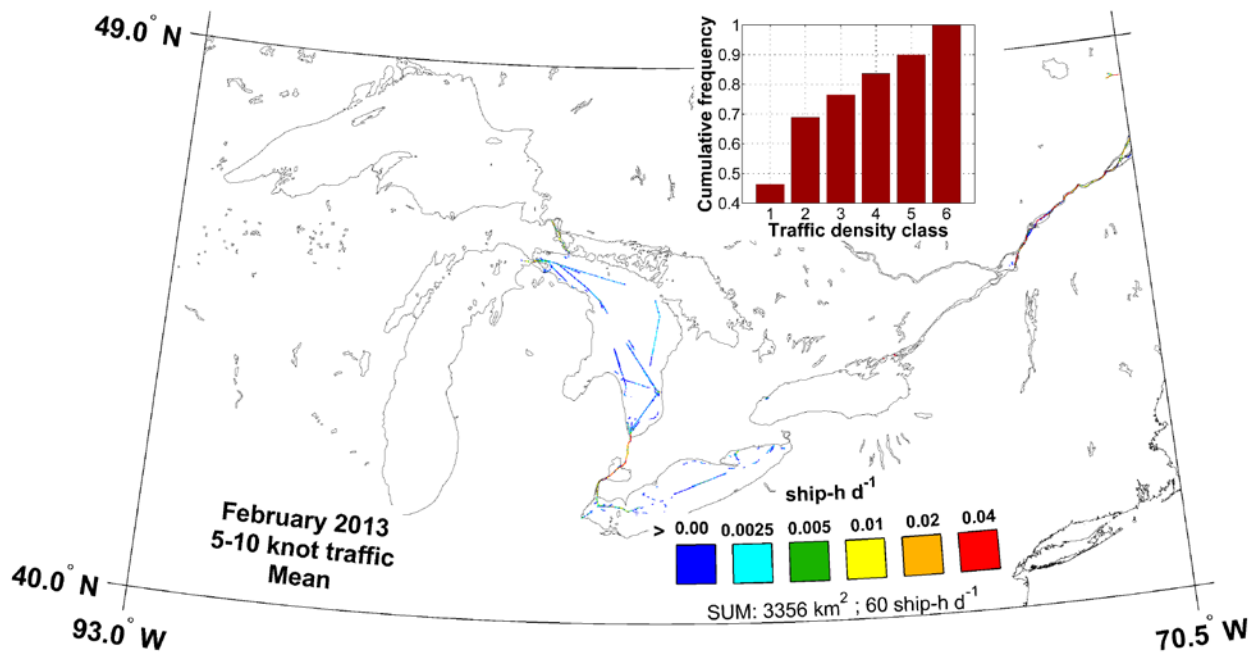 49.0° N
Cumulative frequency
1
0.9
0.8
0.7
0.6
0.5
0.4
1 2 3 4 5 6
Traffic density class
February 2013
5-10 knot traffic
Mean
ship-h d⁻¹
> 0.00 0.0025 0.005 0.01 0.02 0.04
SUM: 3356 km² ; 60 ship-h d⁻¹
40.0° N
93.0° W
70.5° W